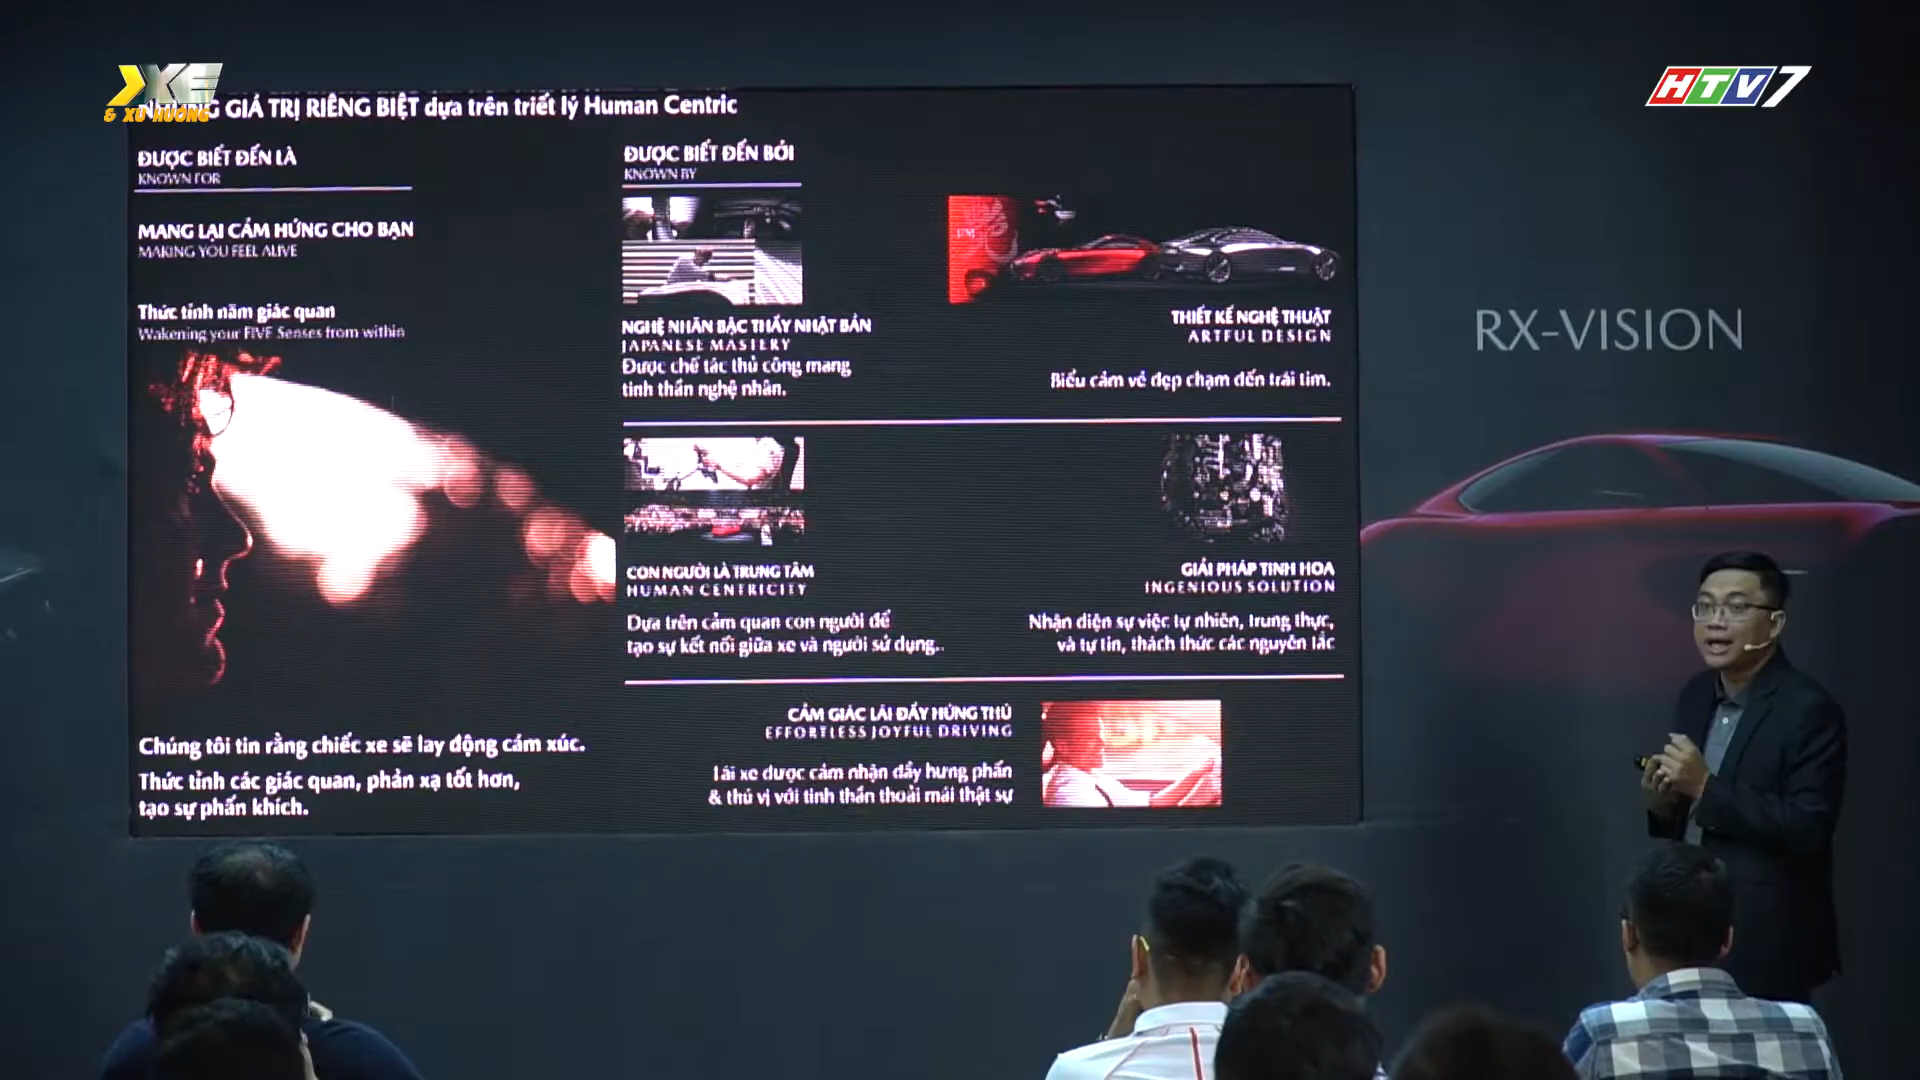 XE
& XU HƯỚNG
HTV7
NHỮNG GIÁ TRỊ RIÊNG BIỆT dựa trên triết lý Human Centric
ĐƯỢC BIẾT ĐẾN LÀ
KNOWN FOR
MANG LẠI CẢM HỨNG CHO BẠN
MAKING YOU FEEL ALIVE
Thức tỉnh năm giác quan
Wakening your FIVE Senses from within
Chúng tôi tin rằng chiếc xe sẽ lay động cảm xúc.
Thức tỉnh các giác quan, phản xạ tốt hơn,
tạo sự phấn khích.
ĐƯỢC BIẾT ĐẾN BỞI
KNOWN BY
NGHỆ NHÂN BẬC THẦY NHẬT BẢN
JAPANESE MASTERY
Được chế tác thủ công mang
tinh thần nghệ nhân.
THIẾT KẾ NGHỆ THUẬT
ARTFUL DESIGN
Biểu cảm vẻ đẹp chạm đến trái tim.
CON NGƯỜI LÀ TRUNG TÂM
HUMAN CENTRICITY
Dựa trên cảm quan con người để
tạo sự kết nối giữa xe và người sử dụng..
GIẢI PHÁP TINH HOA
INGENIOUS SOLUTION
Nhận diện sự việc tự nhiên, trung thực,
và tự tin, thách thức các nguyên tắc
CẢM GIÁC LÁI ĐẦY HỨNG THÚ
EFFORTLESS JOYFUL DRIVING
Lái xe được cảm nhận đầy hưng phấn
& thú vị với tinh thần thoải mái thật sự
RX-VISION